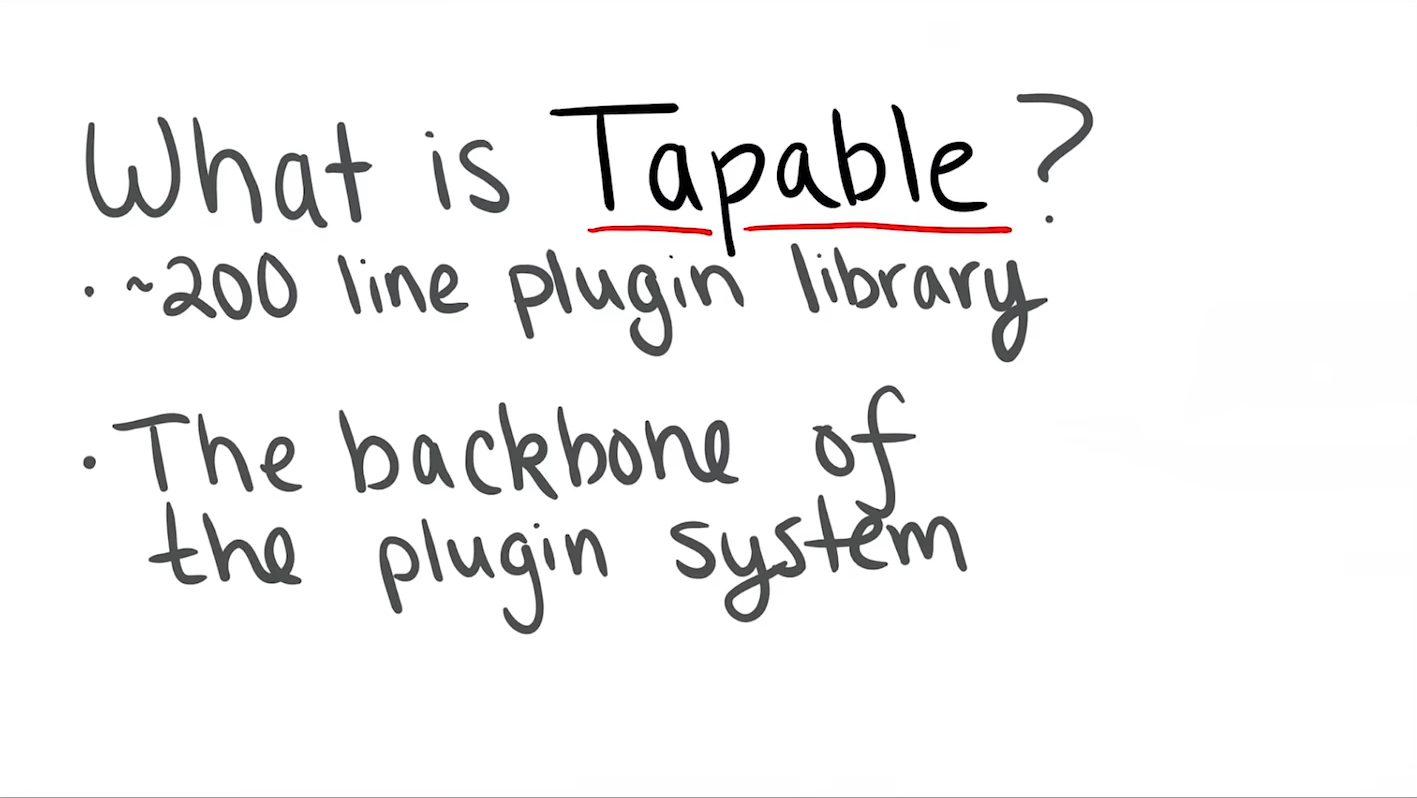 What is Tapable?
• ~200 line plugin library
• The backbone of
the plugin system